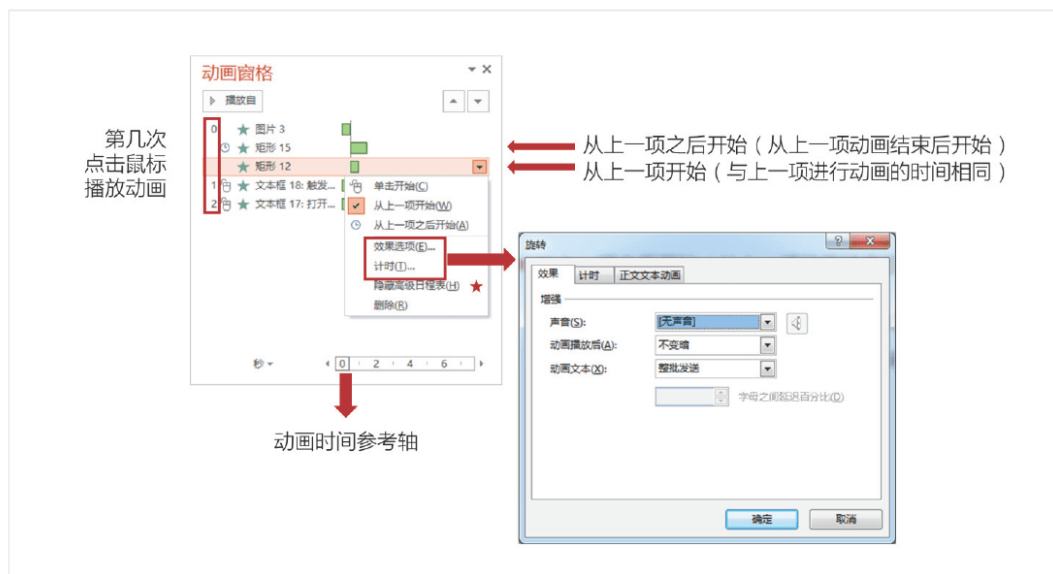 动画窗格
播放自
0 图片 3
矩形 15
矩形 12
1 文本框 18: 触发...
2 文本框 17: 打开...
单击开始(C)
从上一项开始(W)
从上一项之后开始(A)
效果选项(E)...
计时(T)...
隐藏高级日程表(H)
删除(R)
秒
0 2 4 6
第几次
点击鼠标
播放动画
从上一项之后开始（从上一项动画结束后开始）
从上一项开始（与上一项进行动画的时间相同）
动画时间参考轴
旋转
效果 计时 正文文本动画
增强
声音(S): [无声音]
动画播放后(A): 不变暗
动画文本(X): 整批发送
字母之间延迟百分比(D)
确定 取消